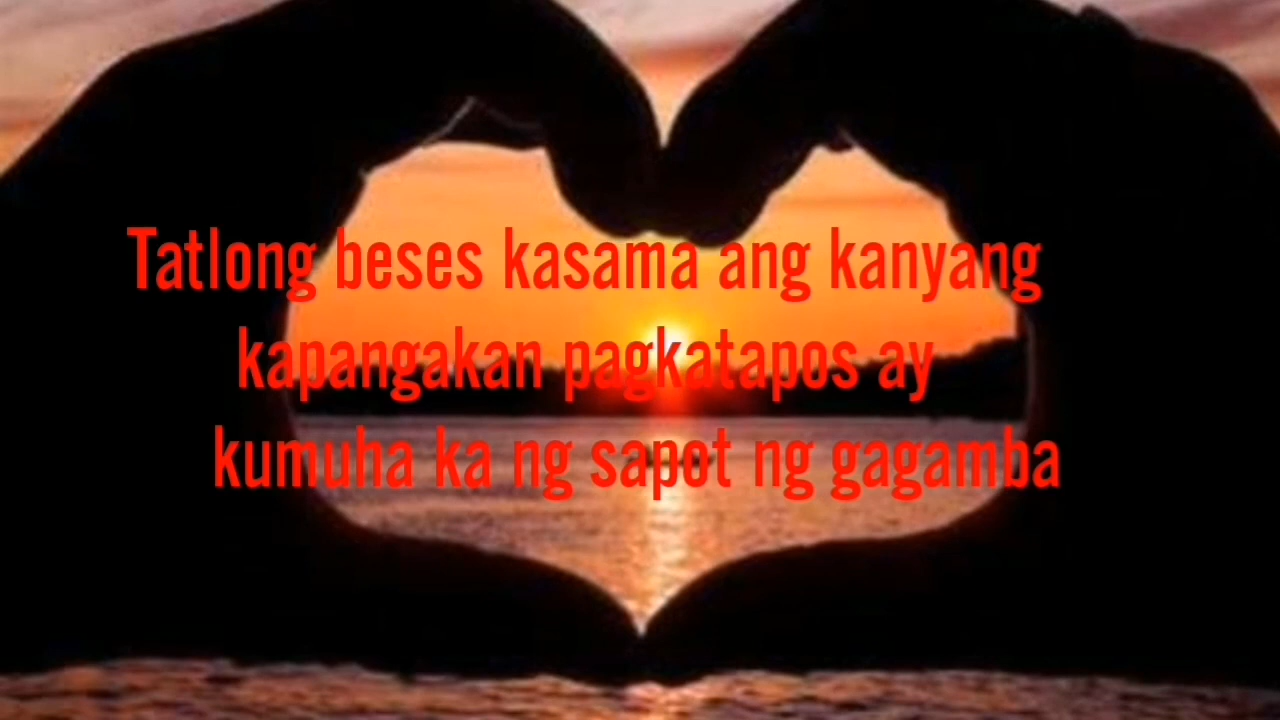 Tatlong beses kasama ang kanyang
kapangakan pagkatapos ay
kumuha ka ng sapot ng gagamba